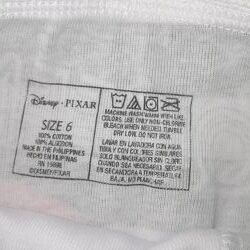 Disney · PIXAR
SIZE 6
100% COTTON
100% ALGODON
MADE IN THE PHILIPPINES
HECHO EN FILIPINAS
RN 15898
©DISNEY/PIXAR
MACHINE WASH WARM WITH LIKE
COLORS. USE ONLY NON-CHLORINE
BLEACH WHEN NEEDED. TUMBLE
DRY LOW. DO NOT IRON.
LAVAR EN LAVADORA CON AGUA
TIBIA Y COLORES SIMILARES.
SOLO BLANQUEADOR SIN CLORO
CUANDO SEA NECESARIO. SECAR
EN SECADORA A TEMPERATURA
BAJA. NO PLANCHAR.